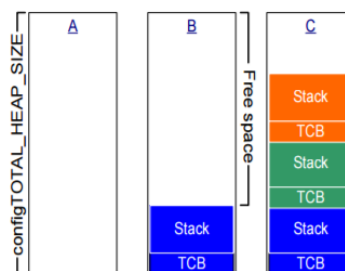 A
B
C
configTOTAL_HEAP_SIZE
Free space
Stack
TCB
Stack
TCB
Stack
TCB
Stack
TCB